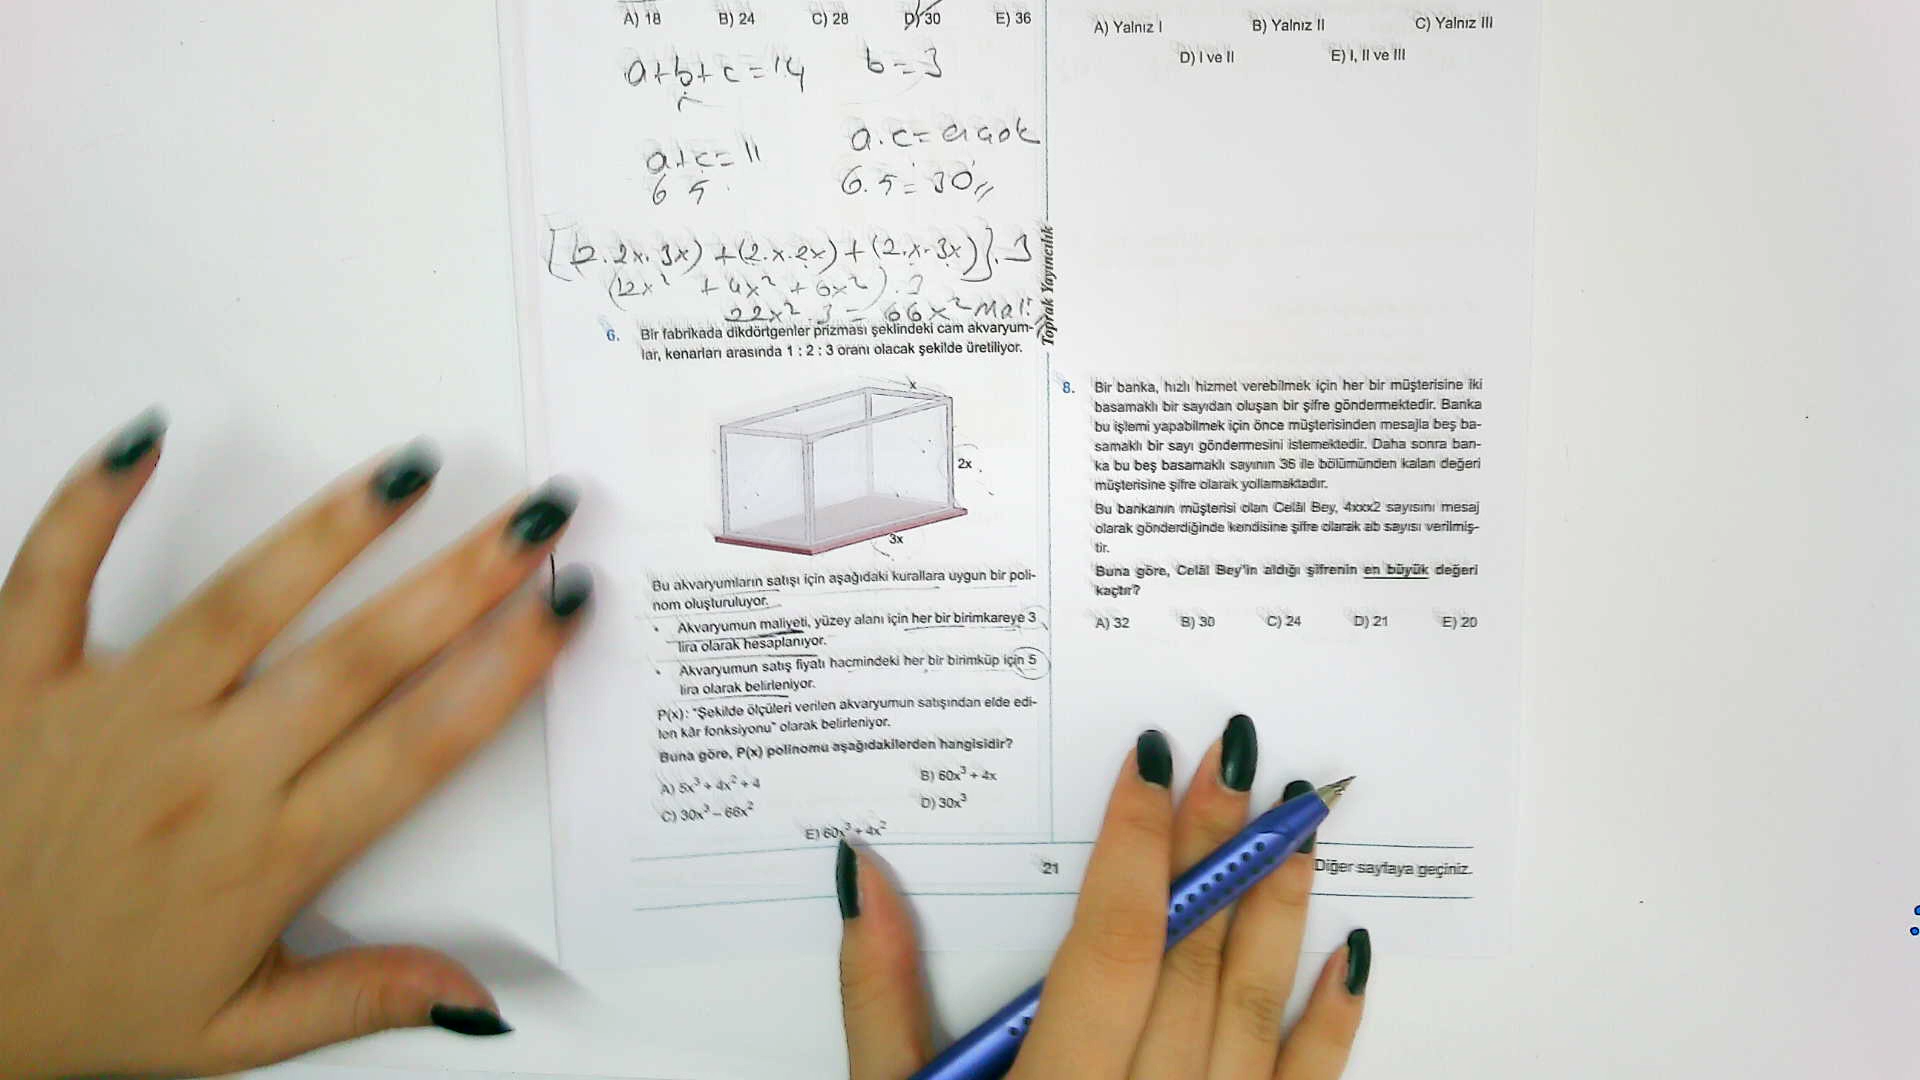 A) 18 B) 24 C) 28 D) 30 E) 36
a+b+c=14 b=3
a+c=11 a.c=
6 5 6.5=30
[(2.2x.3x)+(2.x.2x)+(2.x.3x)].3
(12x² + 4x² + 6x²).3
22x².3= 66x² Mal.
6. Bir fabrikada dikdörtgenler prizması şeklindeki cam akvaryum-
lar, kenarları arasında 1 : 2 : 3 oranı olacak şekilde üretiliyor.
x
2x
3x
Bu akvaryumların satışı için aşağıdaki kurallara uygun bir poli-
nom oluşturuluyor.
• Akvaryumun maliyeti, yüzey alanı için her bir birimkareye 3
lira olarak hesaplanıyor.
• Akvaryumun satış fiyatı hacmindeki her bir birimküp için 5
lira olarak belirleniyor.
P(x): "Şekilde ölçüleri verilen akvaryumun satışından elde edi-
len kâr fonksiyonu" olarak belirleniyor.
Buna göre, P(x) polinomu aşağıdakilerden hangisidir?
A) 5x³ + 4x² + 4 B) 60x³ + 4x
C) 30x³ – 66x² D) 30x³
E) 60x³ + 4x²
Toprak Yayıncılık
A) Yalnız I B) Yalnız II C) Yalnız III
D) I ve II E) I, II ve III
8. Bir banka, hızlı hizmet verebilmek için her bir müşterisine iki
basamaklı bir sayıdan oluşan bir şifre göndermektedir. Banka
bu işlemi yapabilmek için önce müşterisinden mesajla beş ba-
samaklı bir sayı göndermesini istemektedir. Daha sonra ban-
ka bu beş basamaklı sayının 36 ile bölümünden kalan değeri
müşterisine şifre olarak yollamaktadır.
Bu bankanın müşterisi olan Celâl Bey, 4xxx2 sayısını mesaj
olarak gönderdiğinde kendisine şifre olarak ab sayısı verilmiş-
tir.
Buna göre, Celâl Bey'in aldığı şifrenin en büyük değeri
kaçtır?
A) 32 B) 30 C) 24 D) 21 E) 20
21
Diğer sayfaya geçiniz.